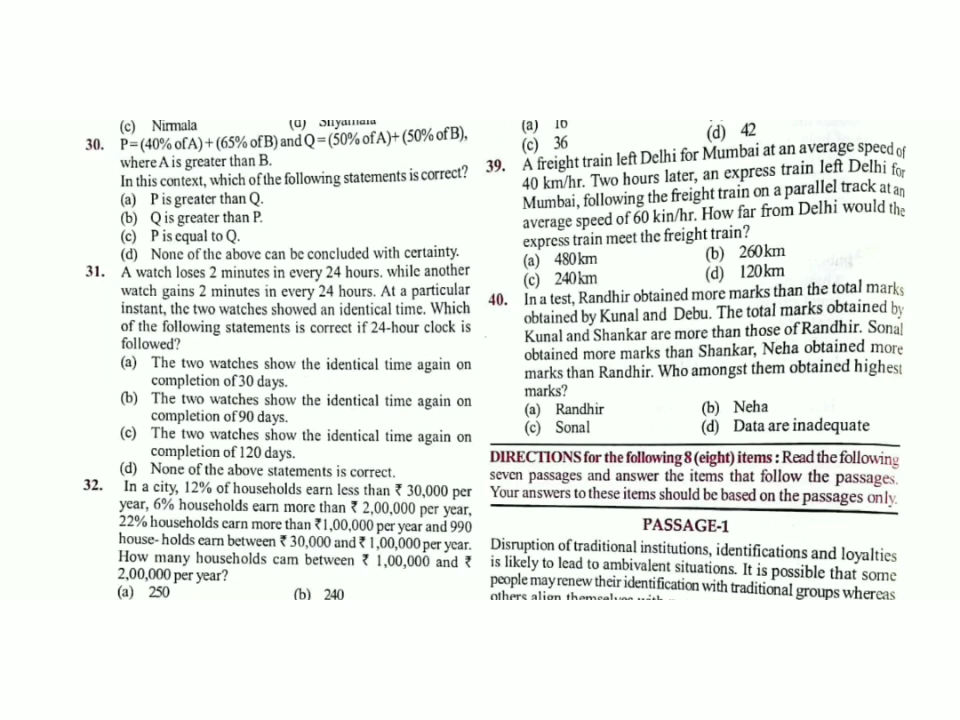 (c) Nirmala (d) Shyamala
30. P=(40% of A)+(65% of B) and Q=(50% of A)+(50% of B),
where A is greater than B.
In this context, which of the following statements is correct?
(a) P is greater than Q.
(b) Q is greater than P.
(c) P is equal to Q.
(d) None of the above can be concluded with certainty.
31. A watch loses 2 minutes in every 24 hours. while another
watch gains 2 minutes in every 24 hours. At a particular
instant, the two watches showed an identical time. Which
of the following statements is correct if 24-hour clock is
followed?
(a) The two watches show the identical time again on
completion of 30 days.
(b) The two watches show the identical time again on
completion of 90 days.
(c) The two watches show the identical time again on
completion of 120 days.
(d) None of the above statements is correct.
32. In a city, 12% of households earn less than ₹ 30,000 per
year, 6% households earn more than ₹ 2,00,000 per year,
22% households earn more than ₹1,00,000 per year and 990
house- holds earn between ₹ 30,000 and ₹ 1,00,000 per year.
How many households cam between ₹ 1,00,000 and ₹
2,00,000 per year?
(a) 250 (b) 240
(a) 16
(c) 36 (d) 42
39. A freight train left Delhi for Mumbai at an average speed of
40 km/hr. Two hours later, an express train left Delhi for
Mumbai, following the freight train on a parallel track at an
average speed of 60 kin/hr. How far from Delhi would the
express train meet the freight train?
(a) 480 km (b) 260 km
(c) 240 km (d) 120 km
40. In a test, Randhir obtained more marks than the total marks
obtained by Kunal and Debu. The total marks obtained by
Kunal and Shankar are more than those of Randhir. Sonal
obtained more marks than Shankar, Neha obtained more
marks than Randhir. Who amongst them obtained highest
marks?
(a) Randhir (b) Neha
(c) Sonal (d) Data are inadequate
DIRECTIONS for the following 8 (eight) items : Read the following
seven passages and answer the items that follow the passages.
Your answers to these items should be based on the passages only.
PASSAGE-1
Disruption of traditional institutions, identifications and loyalties
is likely to lead to ambivalent situations. It is possible that some
people may renew their identification with traditional groups whereas
others align themselves with